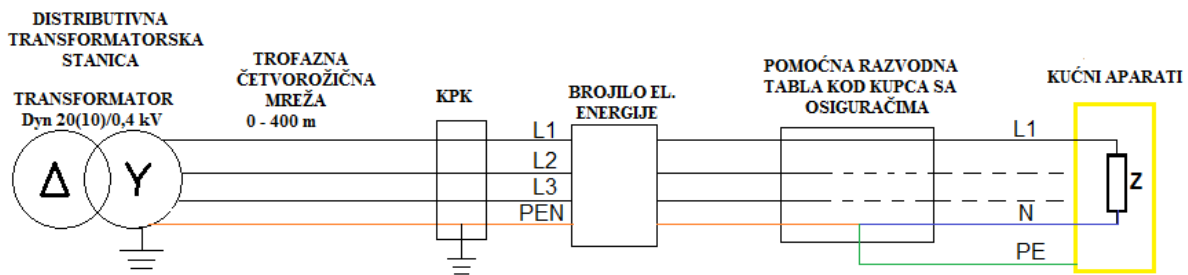 DISTRIBUTIVNA
TRANSFORMATORSKA
STANICA
TRANSFORMATOR
Dyn 20(10)/0,4 kV
Δ
Y
TROFAZNA
ČETVOROŽIČNA
MREŽA
0 - 400 m
KPK
L1
L2
L3
PEN
BROJILO EL.
ENERGIJE
POMOĆNA RAZVODNA
TABLA KOD KUPCA SA
OSIGURAČIMA
L1
N
PE
KUĆNI APARATI
Z